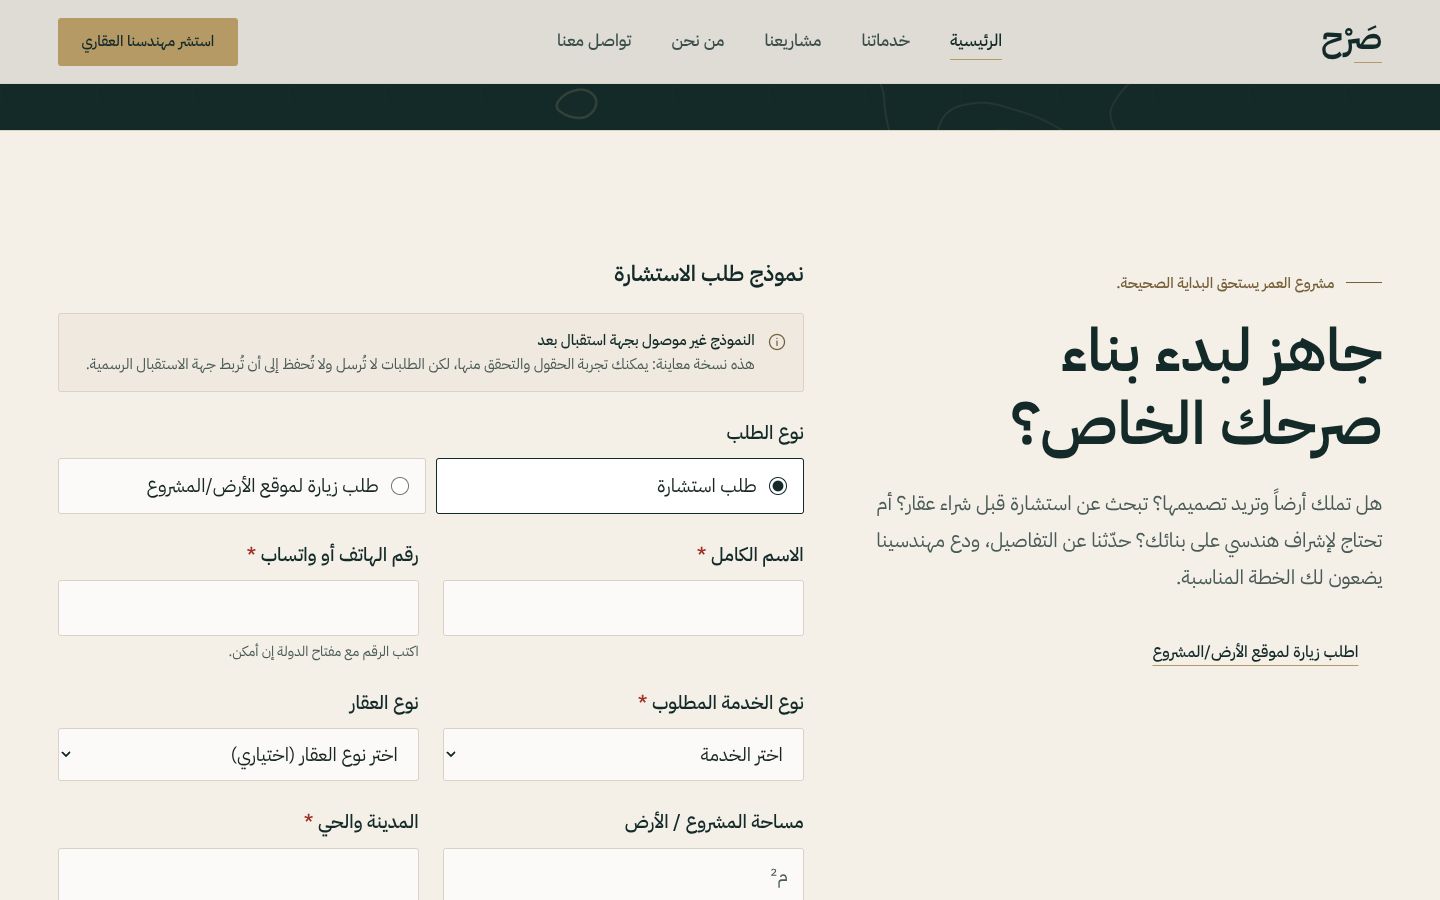 صَرْح
الرئيسية
خدماتنا
مشاريعنا
من نحن
تواصل معنا
استشر مهندسنا العقاري
مشروع العمر يستحق البداية الصحيحة.
جاهز لبدء بناء
صرحك الخاص؟
هل تملك أرضاً وتريد تصميمها؟ تبحث عن استشارة قبل شراء عقار؟ أم
تحتاج لإشراف هندسي على بنائك؟ حدّثنا عن التفاصيل، ودع مهندسينا
يضعون لك الخطة المناسبة.
اطلب زيارة لموقع الأرض/المشروع
نموذج طلب الاستشارة
النموذج غير موصول بجهة استقبال بعد
هذه نسخة معاينة: يمكنك تجربة الحقول والتحقق منها، لكن الطلبات لا تُرسل ولا تُحفظ إلى أن تُربط جهة الاستقبال الرسمية.
نوع الطلب
طلب استشارة
طلب زيارة لموقع الأرض/المشروع
الاسم الكامل *
رقم الهاتف أو واتساب *
اكتب الرقم مع مفتاح الدولة إن أمكن.
نوع الخدمة المطلوب *
نوع العقار
اختر الخدمة
اختر نوع العقار (اختياري)
مساحة المشروع / الأرض
المدينة والحي *
م²